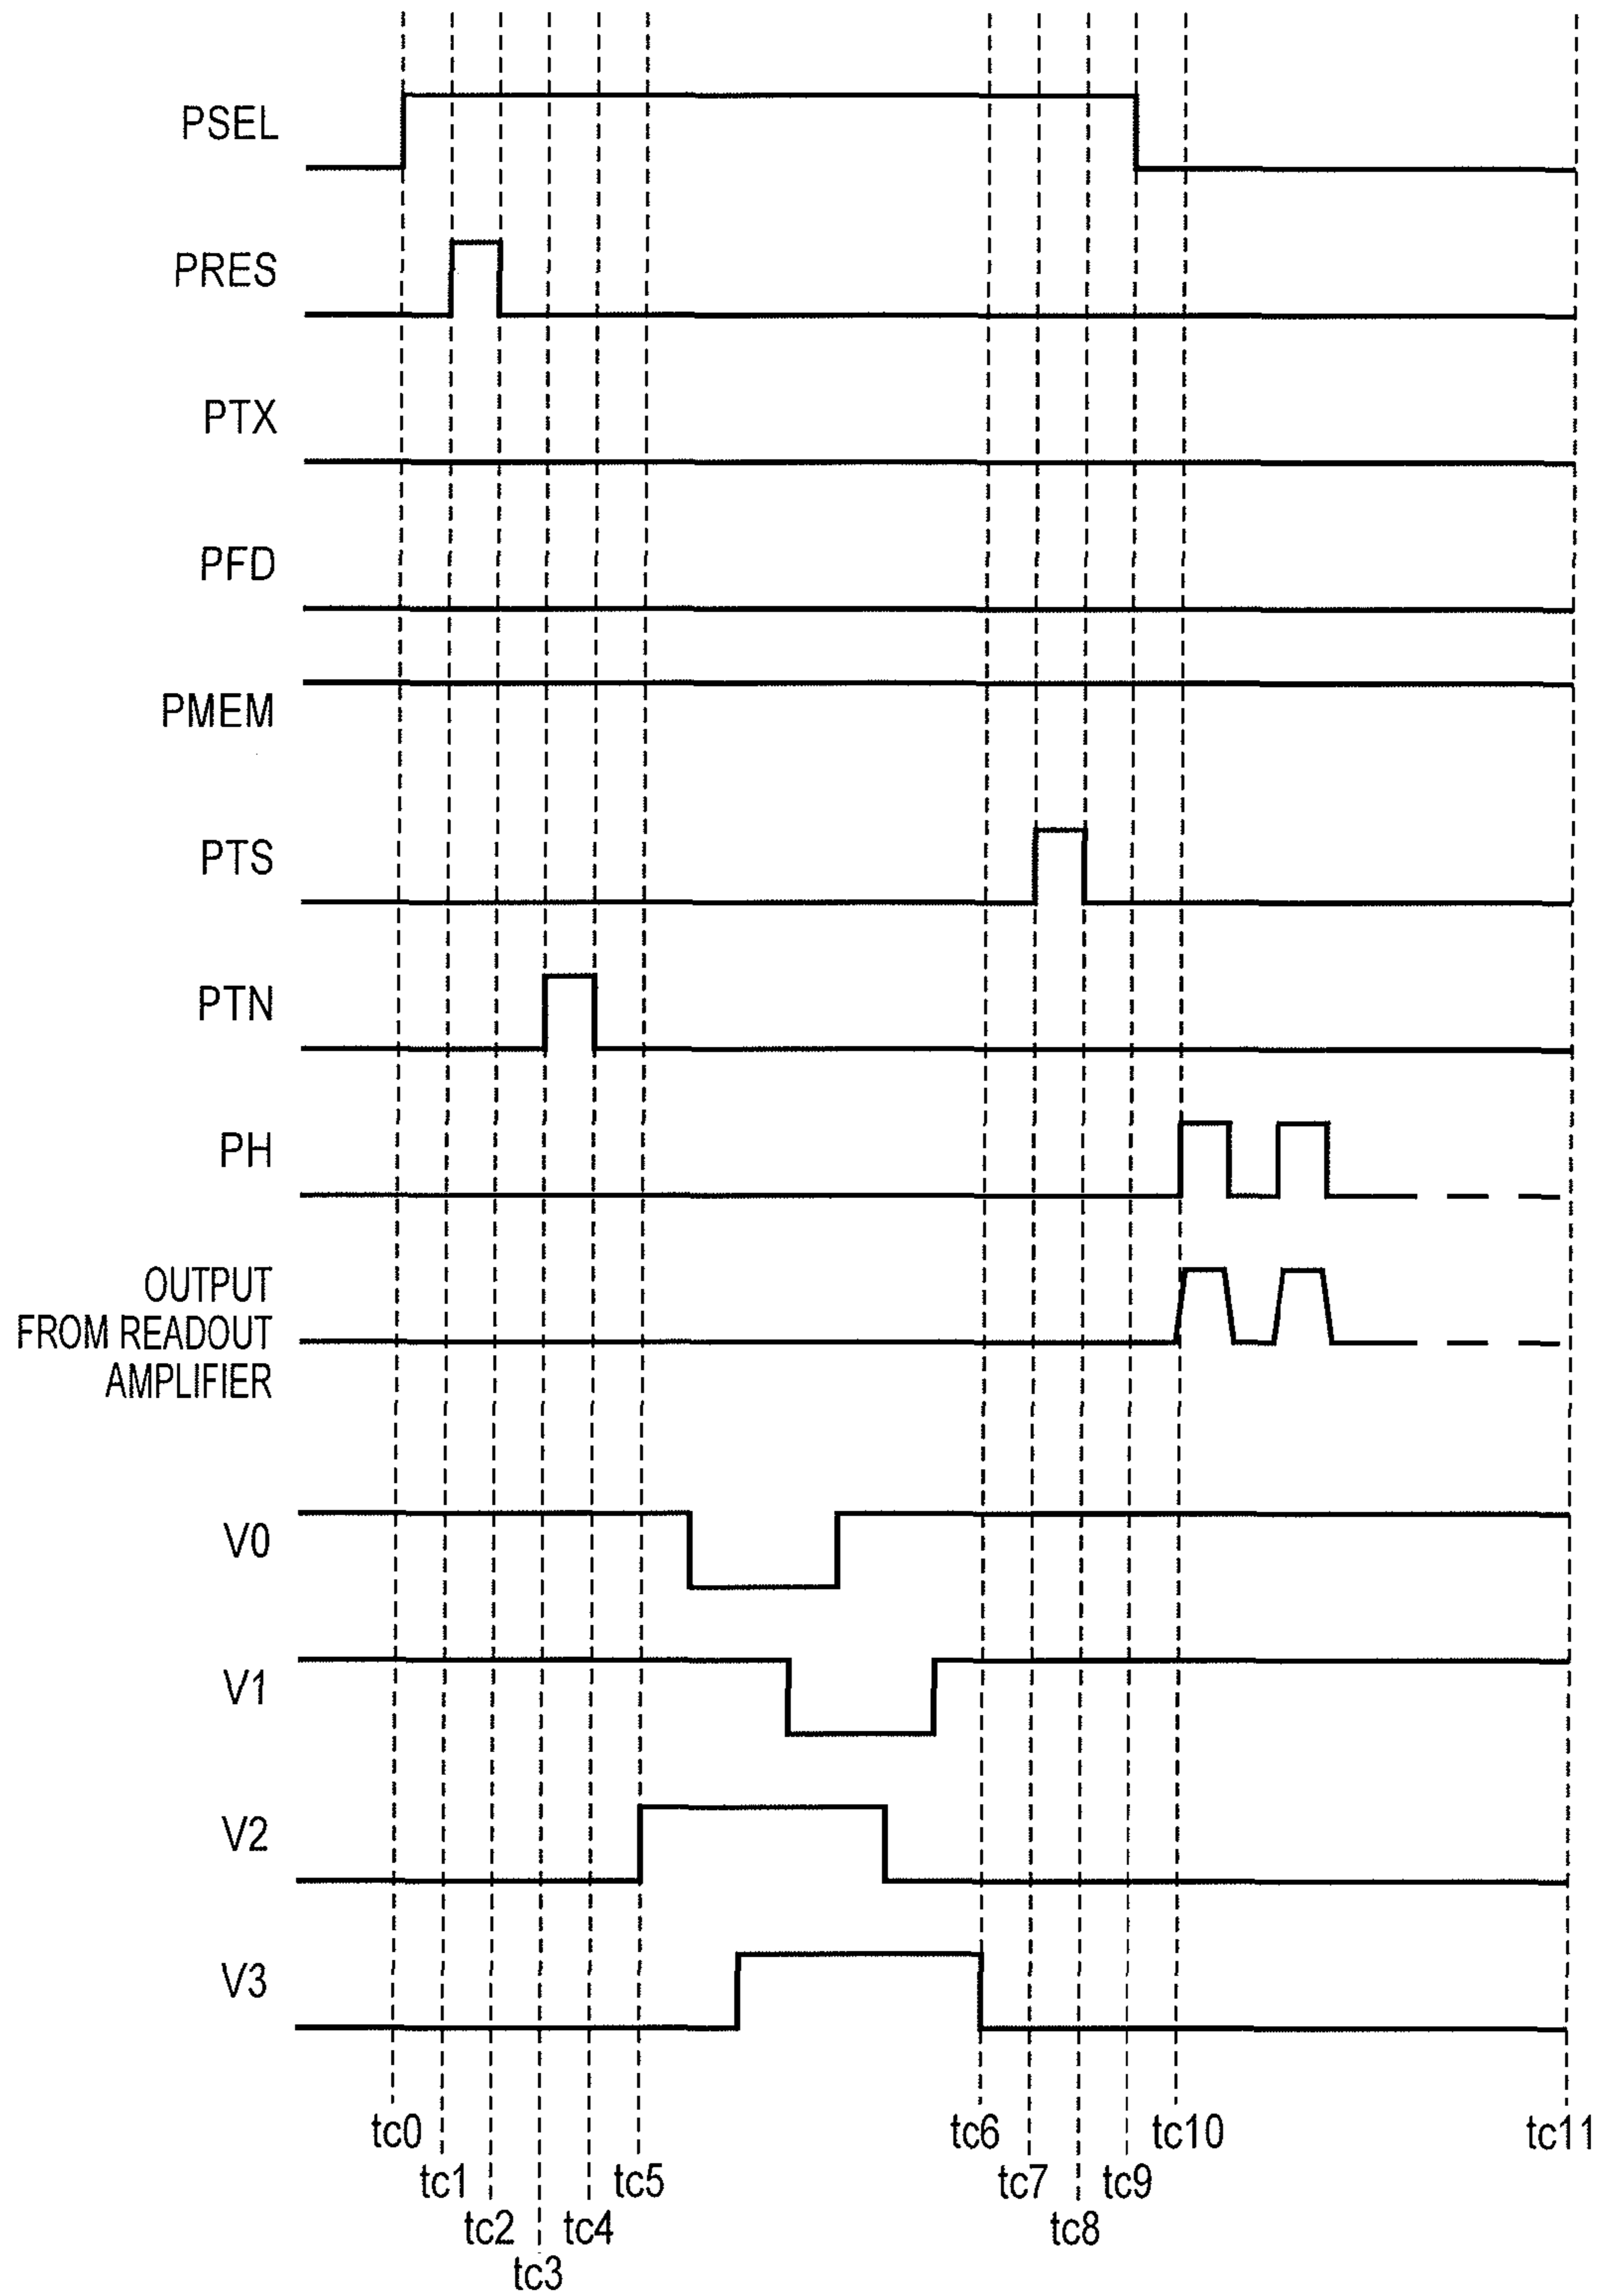 PSEL
PRES
PTX
PFD
PMEM
PTS
PTN
PH
OUTPUT
FROM READOUT
AMPLIFIER
V0
V1
V2
V3
tc0
tc6
tc10
tc11
tc1
tc5
tc7
tc9
tc2
tc4
tc8
tc3